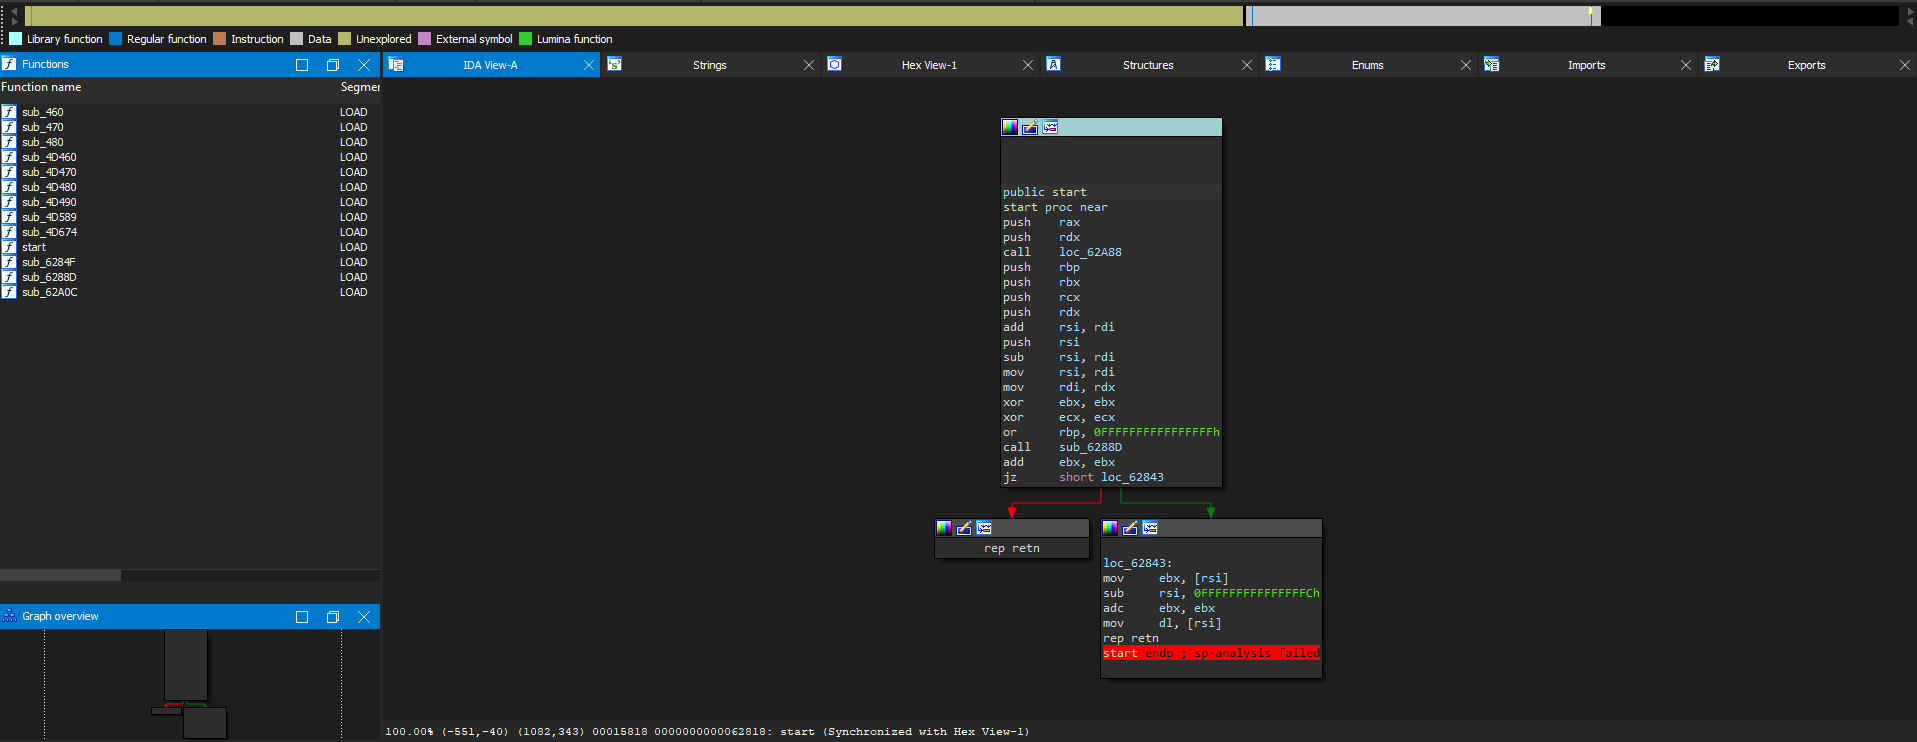 Library function Regular function Instruction Data Unexplored External symbol Lumina function
Functions
IDA View-A Strings Hex View-1 Structures Enums Imports Exports
Function name Segmer
sub_460 LOAD
sub_470 LOAD
sub_480 LOAD
sub_4D460 LOAD
sub_4D470 LOAD
sub_4D480 LOAD
sub_4D490 LOAD
sub_4D589 LOAD
sub_4D674 LOAD
start LOAD
sub_6284F LOAD
sub_6288D LOAD
sub_62A0C LOAD
public start
start proc near
push rax
push rdx
call loc_62A88
push rbp
push rbx
push rcx
push rdx
add rsi, rdi
push rsi
sub rsi, rdi
mov rsi, rdi
mov rdi, rdx
xor ebx, ebx
xor ecx, ecx
or rbp, 0FFFFFFFFFFFFFFFFh
call sub_6288D
add ebx, ebx
jz short loc_62843
rep retn
loc_62843:
mov ebx, [rsi]
sub rsi, 0FFFFFFFFFFFFFFFCh
adc ebx, ebx
mov dl, [rsi]
rep retn
start endp ; sp-analysis failed
Graph overview
100.00% (-551,-40) (1082,343) 00015818 0000000000062818: start (Synchronized with Hex View-1)